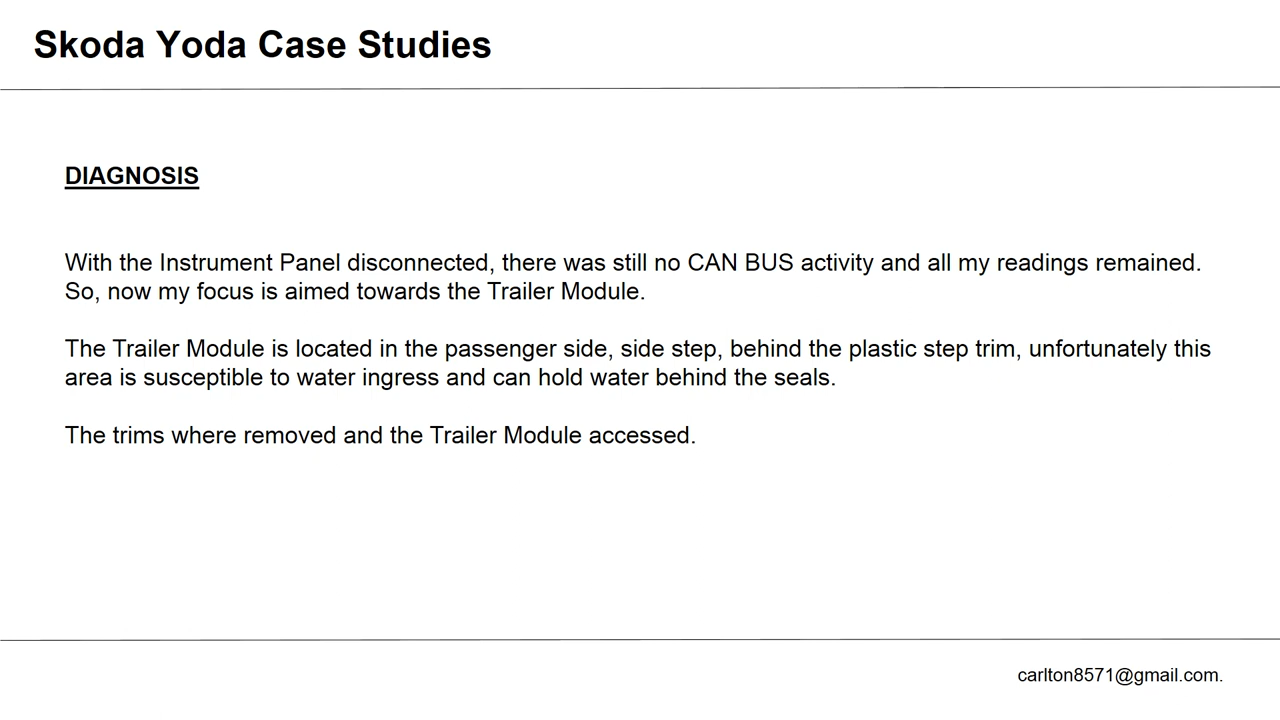 Skoda Yoda Case Studies
DIAGNOSIS
With the Instrument Panel disconnected, there was still no CAN BUS activity and all my readings remained.
So, now my focus is aimed towards the Trailer Module.
The Trailer Module is located in the passenger side, side step, behind the plastic step trim, unfortunately this
area is susceptible to water ingress and can hold water behind the seals.
The trims where removed and the Trailer Module accessed.
carlton8571@gmail.com.